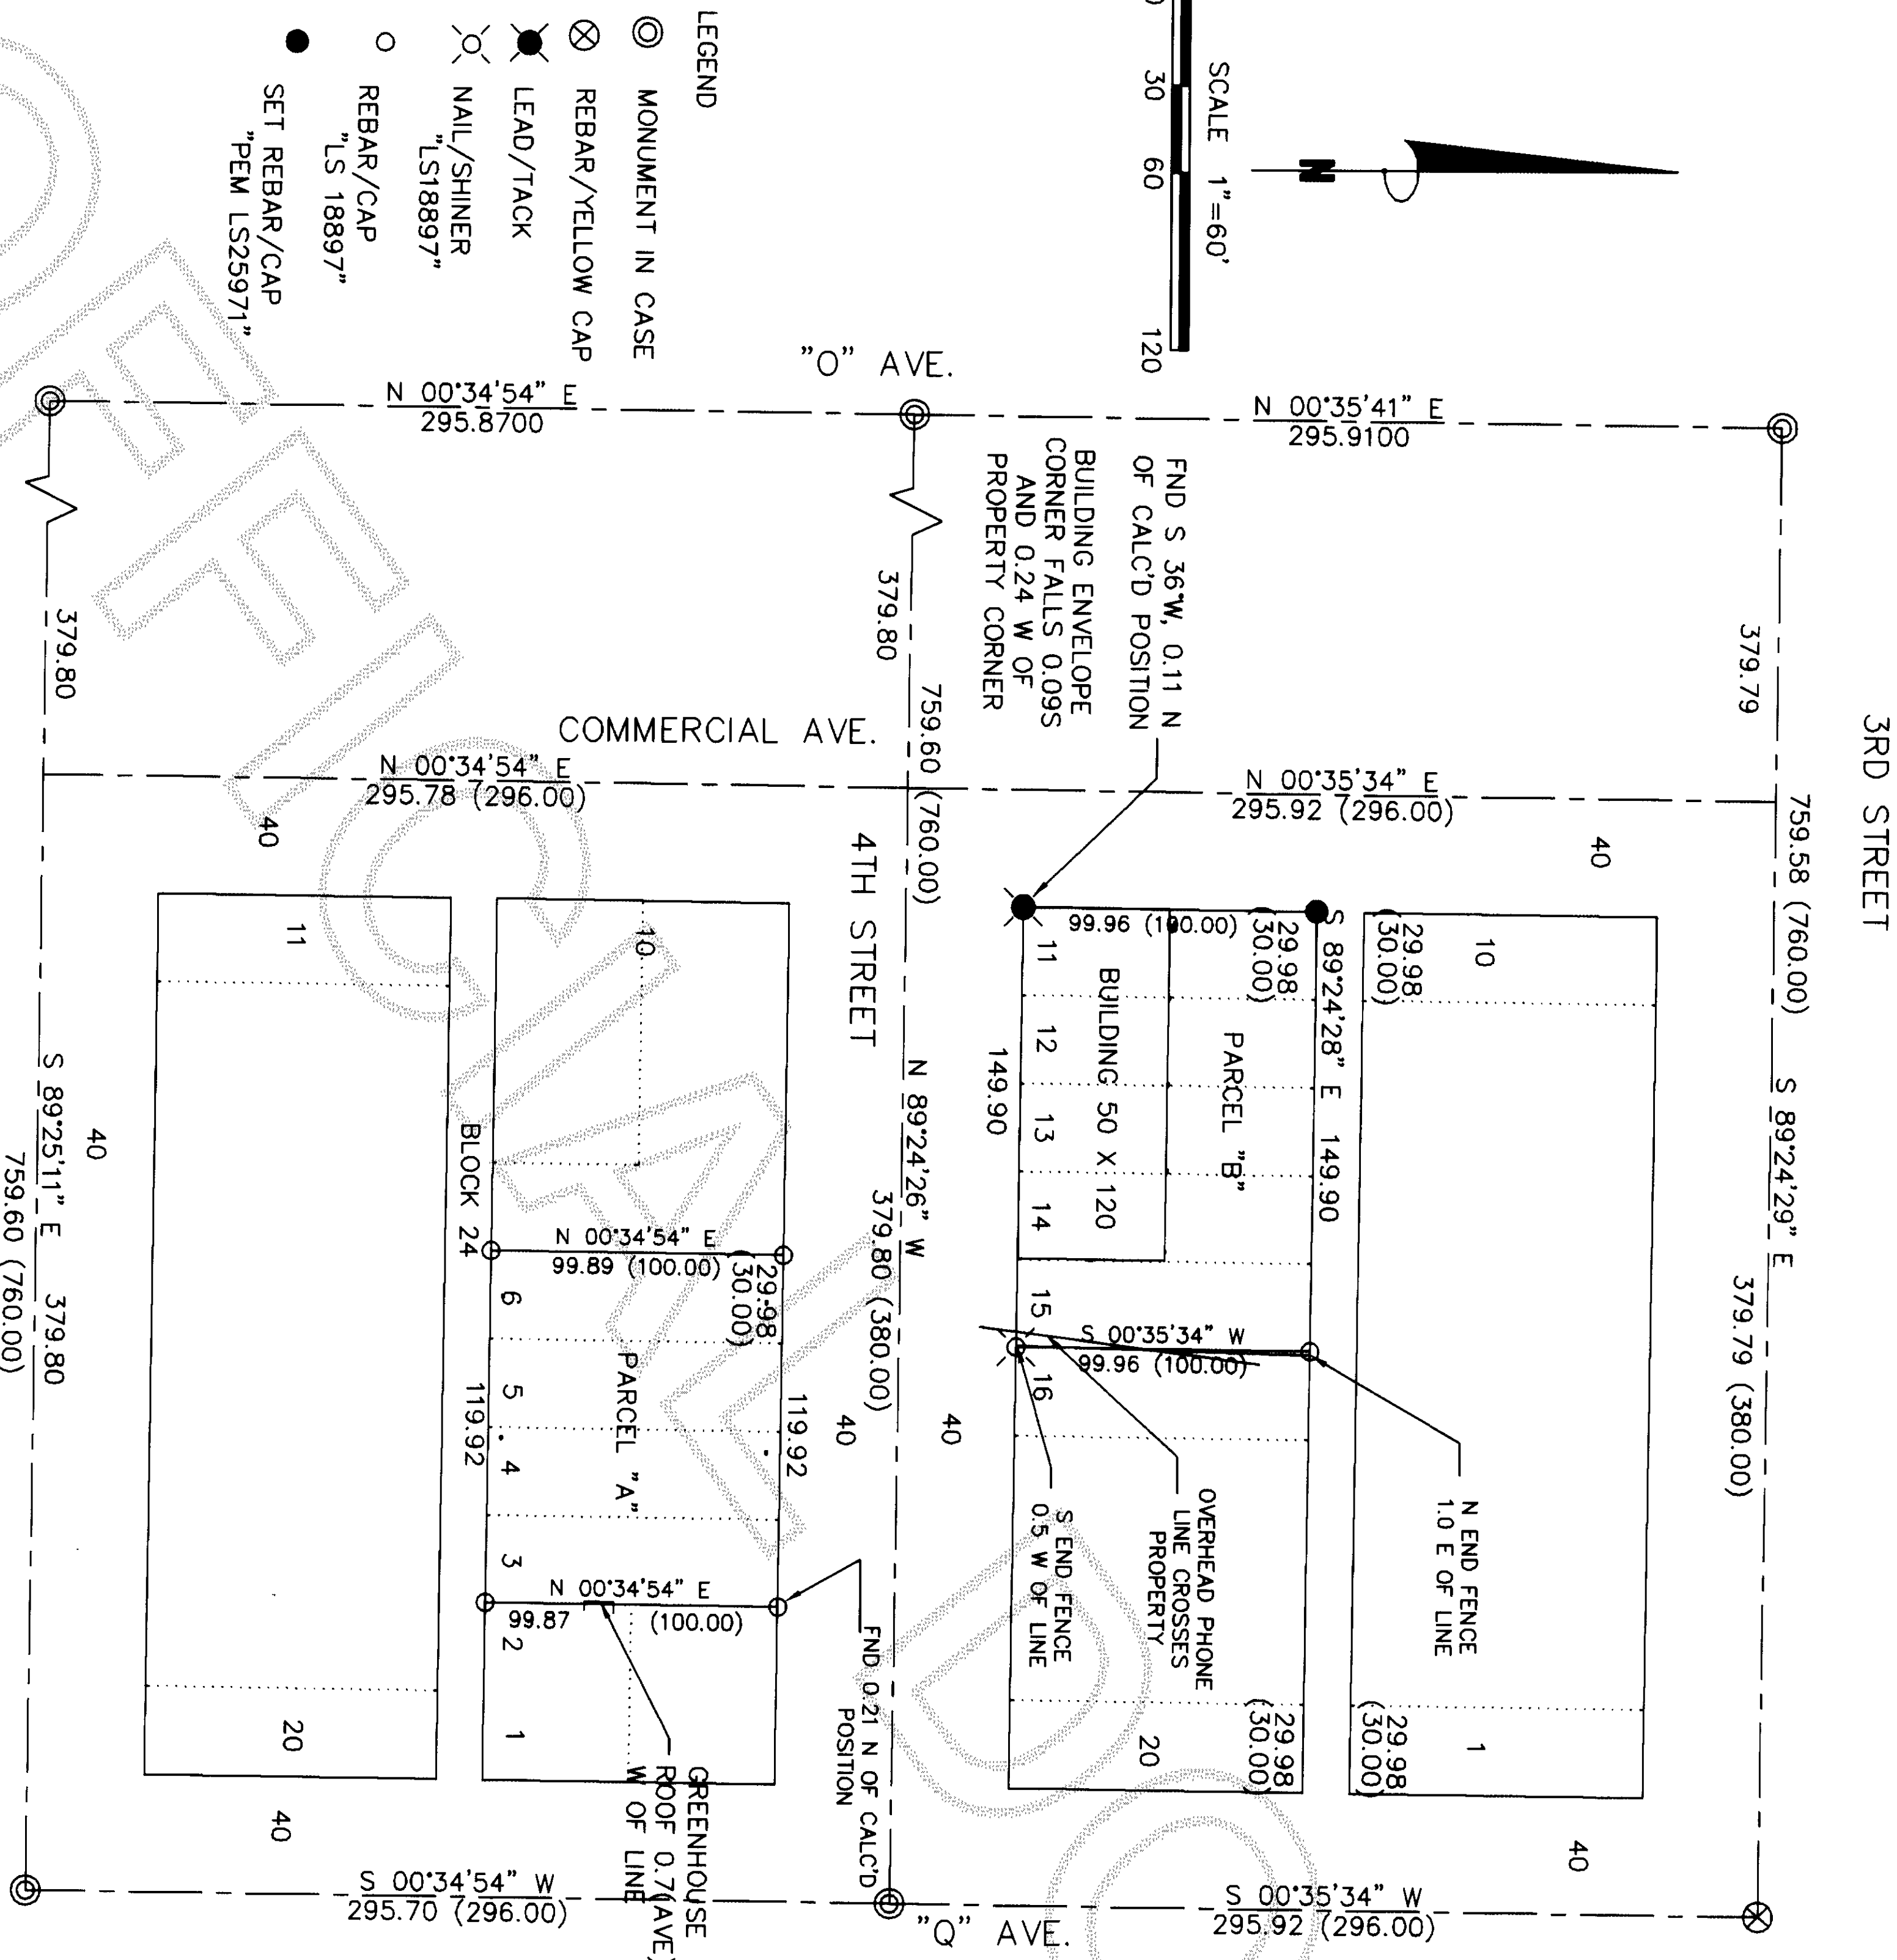 3RD STREET
759.58 (760.00)
S 89°24'29" E
379.79
379.79 (380.00)
SCALE 1"=60'
30
60
120
N
LEGEND
MONUMENT IN CASE
REBAR/YELLOW CAP
LEAD/TACK
NAIL/SHINER
"LS18897"
REBAR/CAP
"LS 18897"
SET REBAR/CAP
"PEM LS25971"
"O" AVE.
N 00°35'41" E
295.9100
N 00°34'54" E
295.8700
COMMERCIAL AVE.
N 00°35'34" E
295.92 (296.00)
N 00°34'54" E
295.78 (296.00)
FND S 36°W, 0.11 N
OF CALC'D POSITION
BUILDING ENVELOPE
CORNER FALLS 0.09S
AND 0.24 W OF
PROPERTY CORNER
40
10
29.98
(30.00)
1
29.98
(30.00)
40
S 89°24'28" E 149.90
29.98
(30.00)
99.96 (100.00)
PARCEL "B"
BUILDING 50 X 120
11
12
13
14
15
16
20
149.90
S 00°35'34" W
99.96 (100.00)
29.98
(30.00)
N END FENCE
1.0 E OF LINE
OVERHEAD PHONE
LINE CROSSES
PROPERTY
S END FENCE
0.5 W OF LINE
40
379.80
759.60 (760.00)
N 89°24'26" W
379.80 (380.00)
4TH STREET
40
119.92
10
N 00°34'54" E
99.89 (100.00)
29.98
(30.00)
PARCEL "A"
6
5
4
3
2
1
N 00°34'54" E
99.87 (100.00)
BLOCK 24
119.92
FND 0.21 N OF CALC'D
POSITION
GREENHOUSE
ROOF 0.7(AVE)
W OF LINE
40
11
20
40
40
379.80
S 89°25'11" E 379.80
759.60 (760.00)
"Q" AVE.
S 00°35'34" W
295.92 (296.00)
S 00°34'54" W
295.70 (296.00)